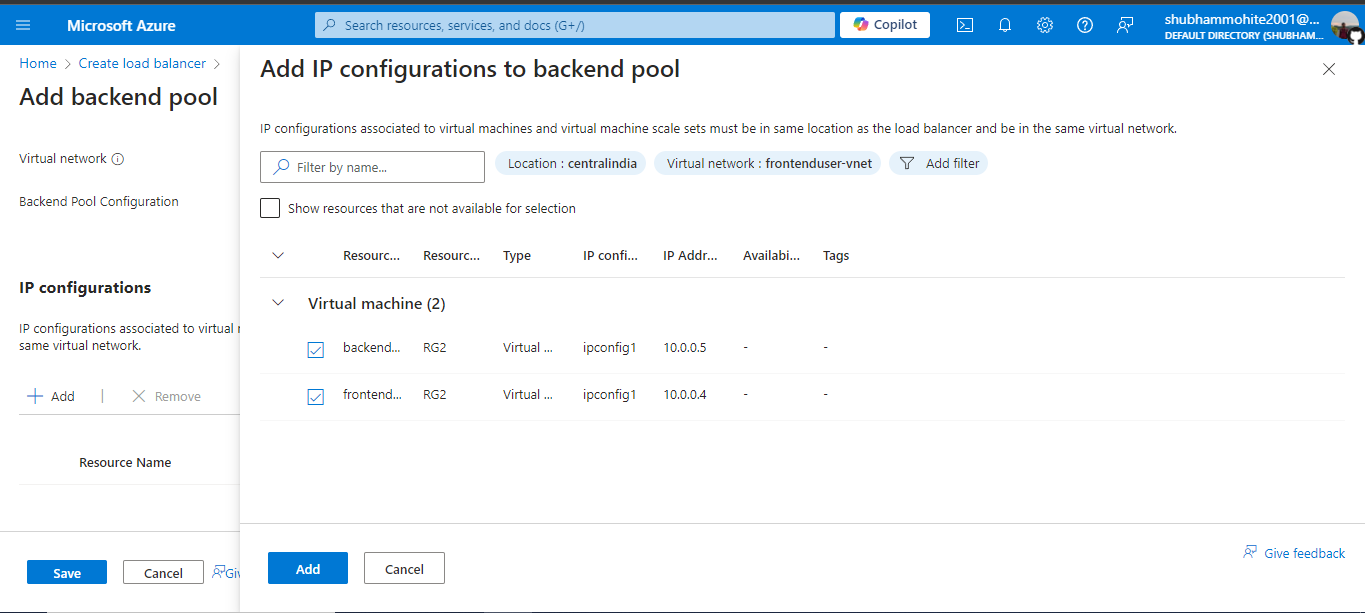 Microsoft Azure
Search resources, services, and docs (G+/)
Copilot
shubhammohite2001@...
DEFAULT DIRECTORY (SHUBHAM...
Home > Create load balancer >
Add backend pool
Virtual network
Backend Pool Configuration
IP configurations
IP configurations associated to virtual
same virtual network.
Add | Remove
Resource Name
Save Cancel Giv
Add IP configurations to backend pool
IP configurations associated to virtual machines and virtual machine scale sets must be in same location as the load balancer and be in the same virtual network.
Filter by name... Location : centralindia Virtual network : frontenduser-vnet Add filter
Show resources that are not available for selection
Resourc... Resourc... Type IP confi... IP Addr... Availabi... Tags
Virtual machine (2)
backend... RG2 Virtual ... ipconfig1 10.0.0.5 - -
frontend... RG2 Virtual ... ipconfig1 10.0.0.4 - -
Add Cancel
Give feedback